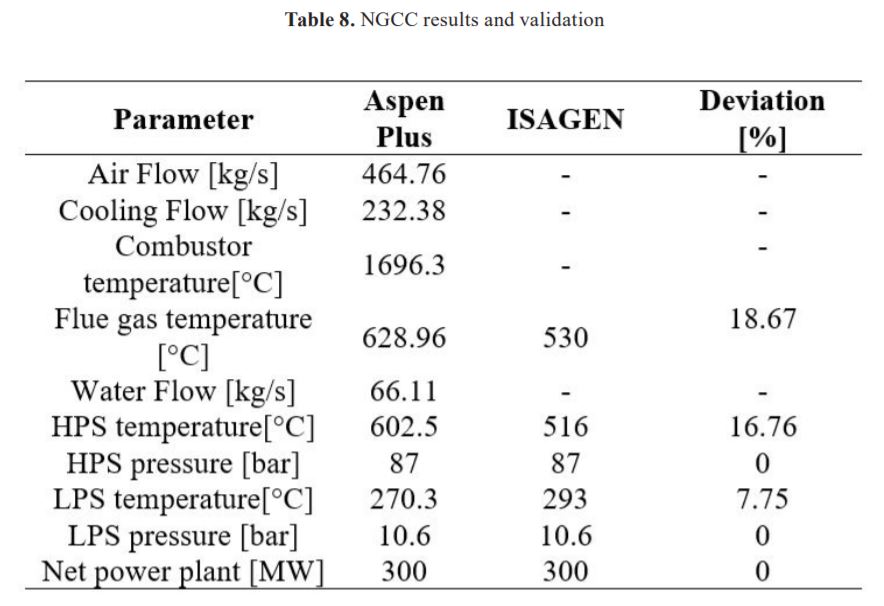 Table 8. NGCC results and validation
Parameter Aspen Plus ISAGEN Deviation [%]
Air Flow [kg/s] 464.76 - -
Cooling Flow [kg/s] 232.38 - -
Combustor temperature[°C] 1696.3 - -
Flue gas temperature [°C] 628.96 530 18.67
Water Flow [kg/s] 66.11 - -
HPS temperature[°C] 602.5 516 16.76
HPS pressure [bar] 87 87 0
LPS temperature[°C] 270.3 293 7.75
LPS pressure [bar] 10.6 10.6 0
Net power plant [MW] 300 300 0